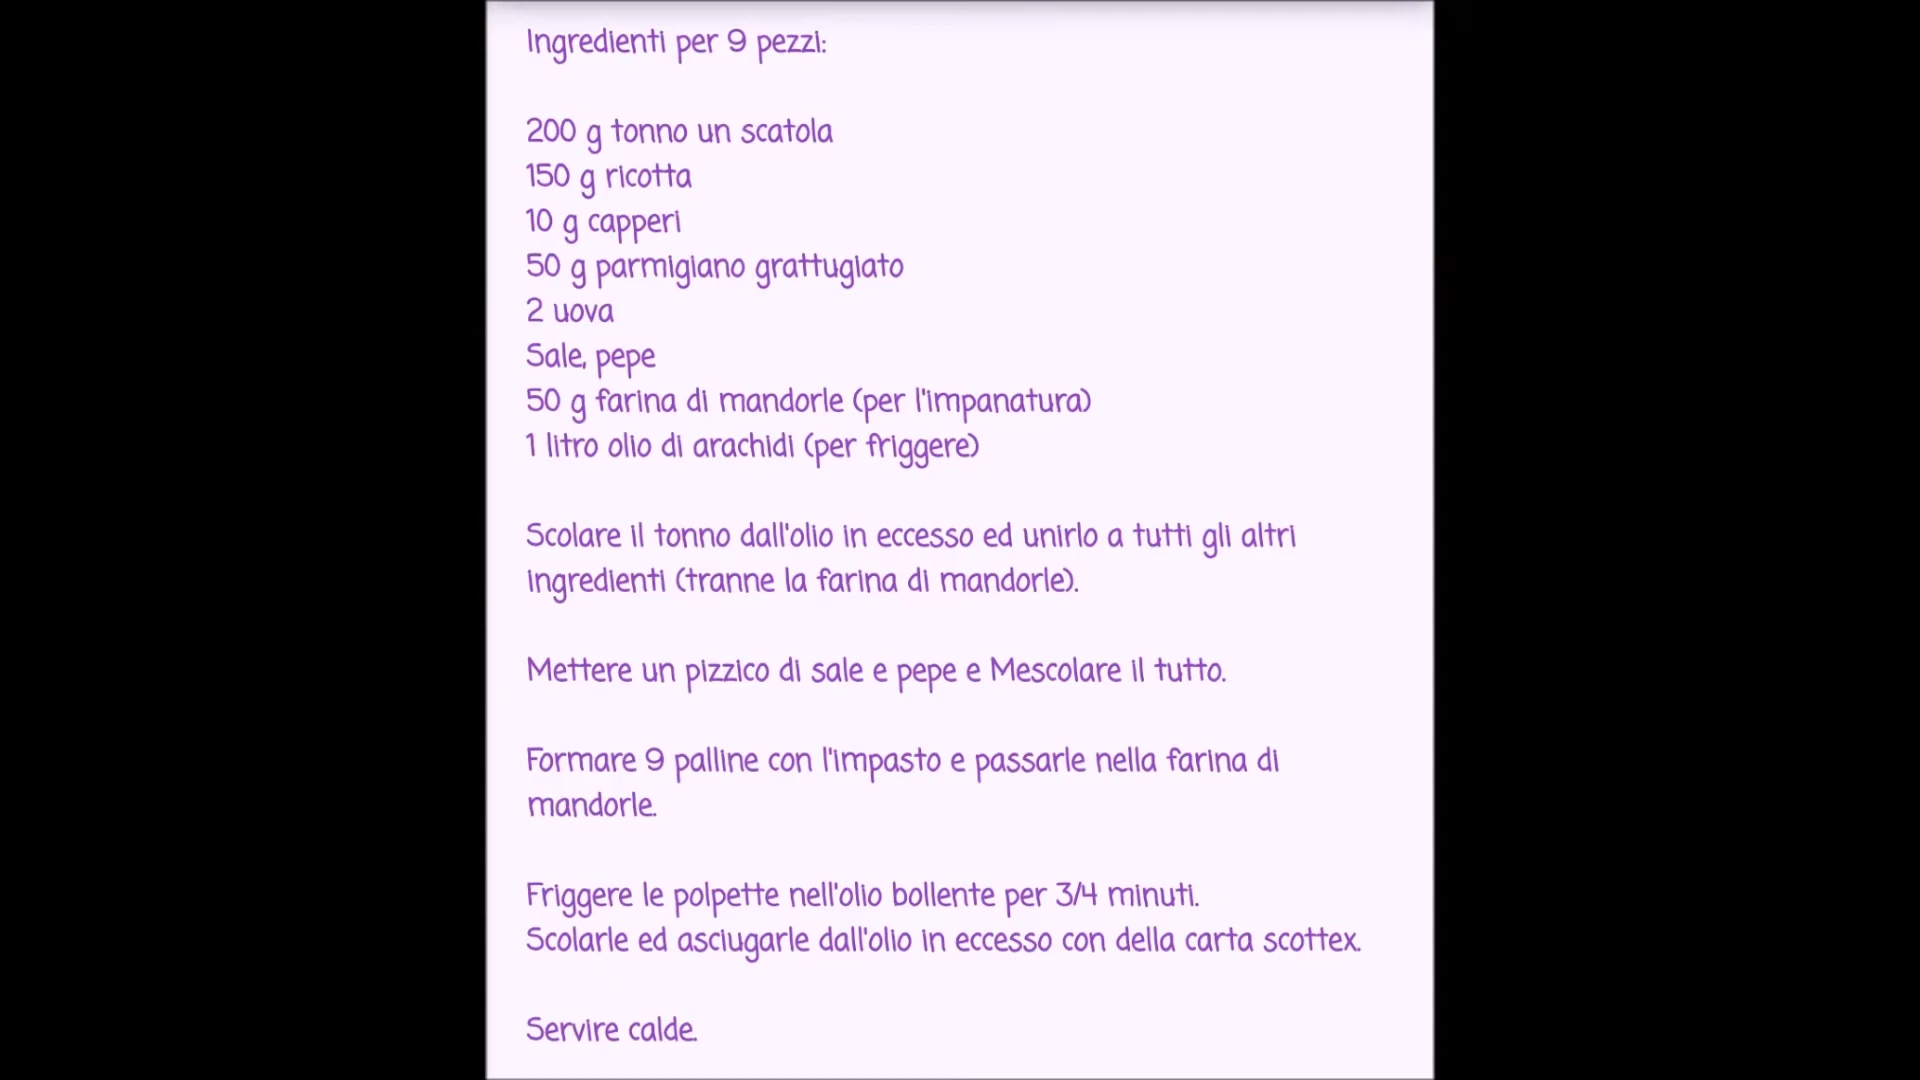 Ingredienti per 9 pezzi:
200 g tonno un scatola
150 g ricotta
10 g capperi
50 g parmigiano grattugiato
2 uova
Sale, pepe
50 g farina di mandorle (per l'impanatura)
1 litro olio di arachidi (per friggere)
Scolare il tonno dall'olio in eccesso ed unirlo a tutti gli altri
ingredienti (tranne la farina di mandorle).
Mettere un pizzico di sale e pepe e Mescolare il tutto.
Formare 9 palline con l'impasto e passarle nella farina di
mandorle.
Friggere le polpette nell'olio bollente per 3/4 minuti.
Scolarle ed asciugarle dall'olio in eccesso con della carta scottex.
Servire calde.